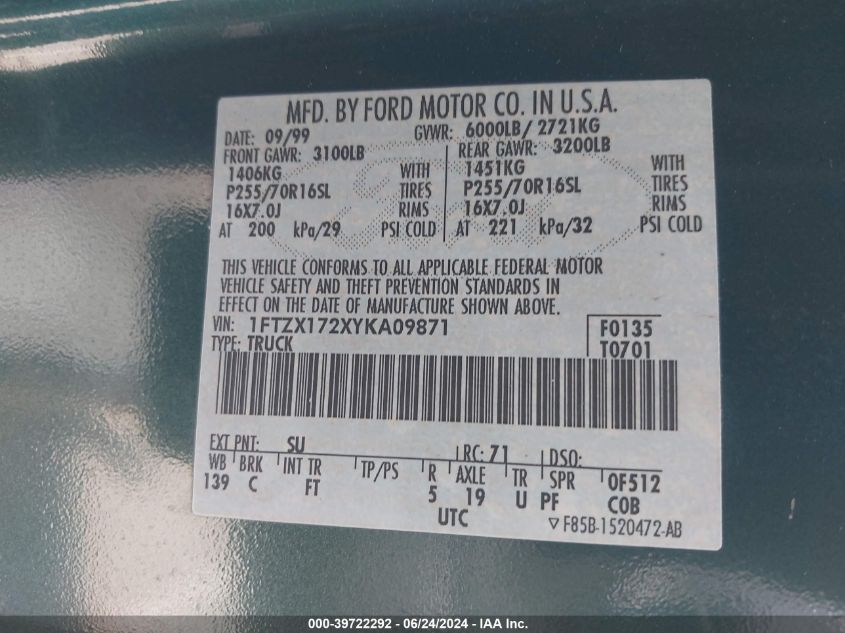 MFD. BY FORD MOTOR CO. IN U.S.A.
DATE: 09/99 GVWR: 6000LB/ 2721KG
FRONT GAWR: 3100LB REAR GAWR: 3200LB
1406KG WITH 1451KG WITH
P255/70R16SL TIRES P255/70R16SL TIRES
16X7.0J RIMS 16X7.0J RIMS
AT 200 kPa/29 PSI COLD AT 221 kPa/32 PSI COLD
THIS VEHICLE CONFORMS TO ALL APPLICABLE FEDERAL MOTOR
VEHICLE SAFETY AND THEFT PREVENTION STANDARDS IN
EFFECT ON THE DATE OF MANUFACTURE SHOWN ABOVE.
VIN: 1FTZX172XYKA09871 F0135
TYPE: TRUCK T0701
EXT PNT: SU RC: 71 DSO:
WB BRK INT TR TP/PS R AXLE TR SPR 0F512
139 C FT 5 19 U PF COB
UTC ▽ F85B-1520472-AB
000-39722292 - 06/24/2024 - IAA Inc.